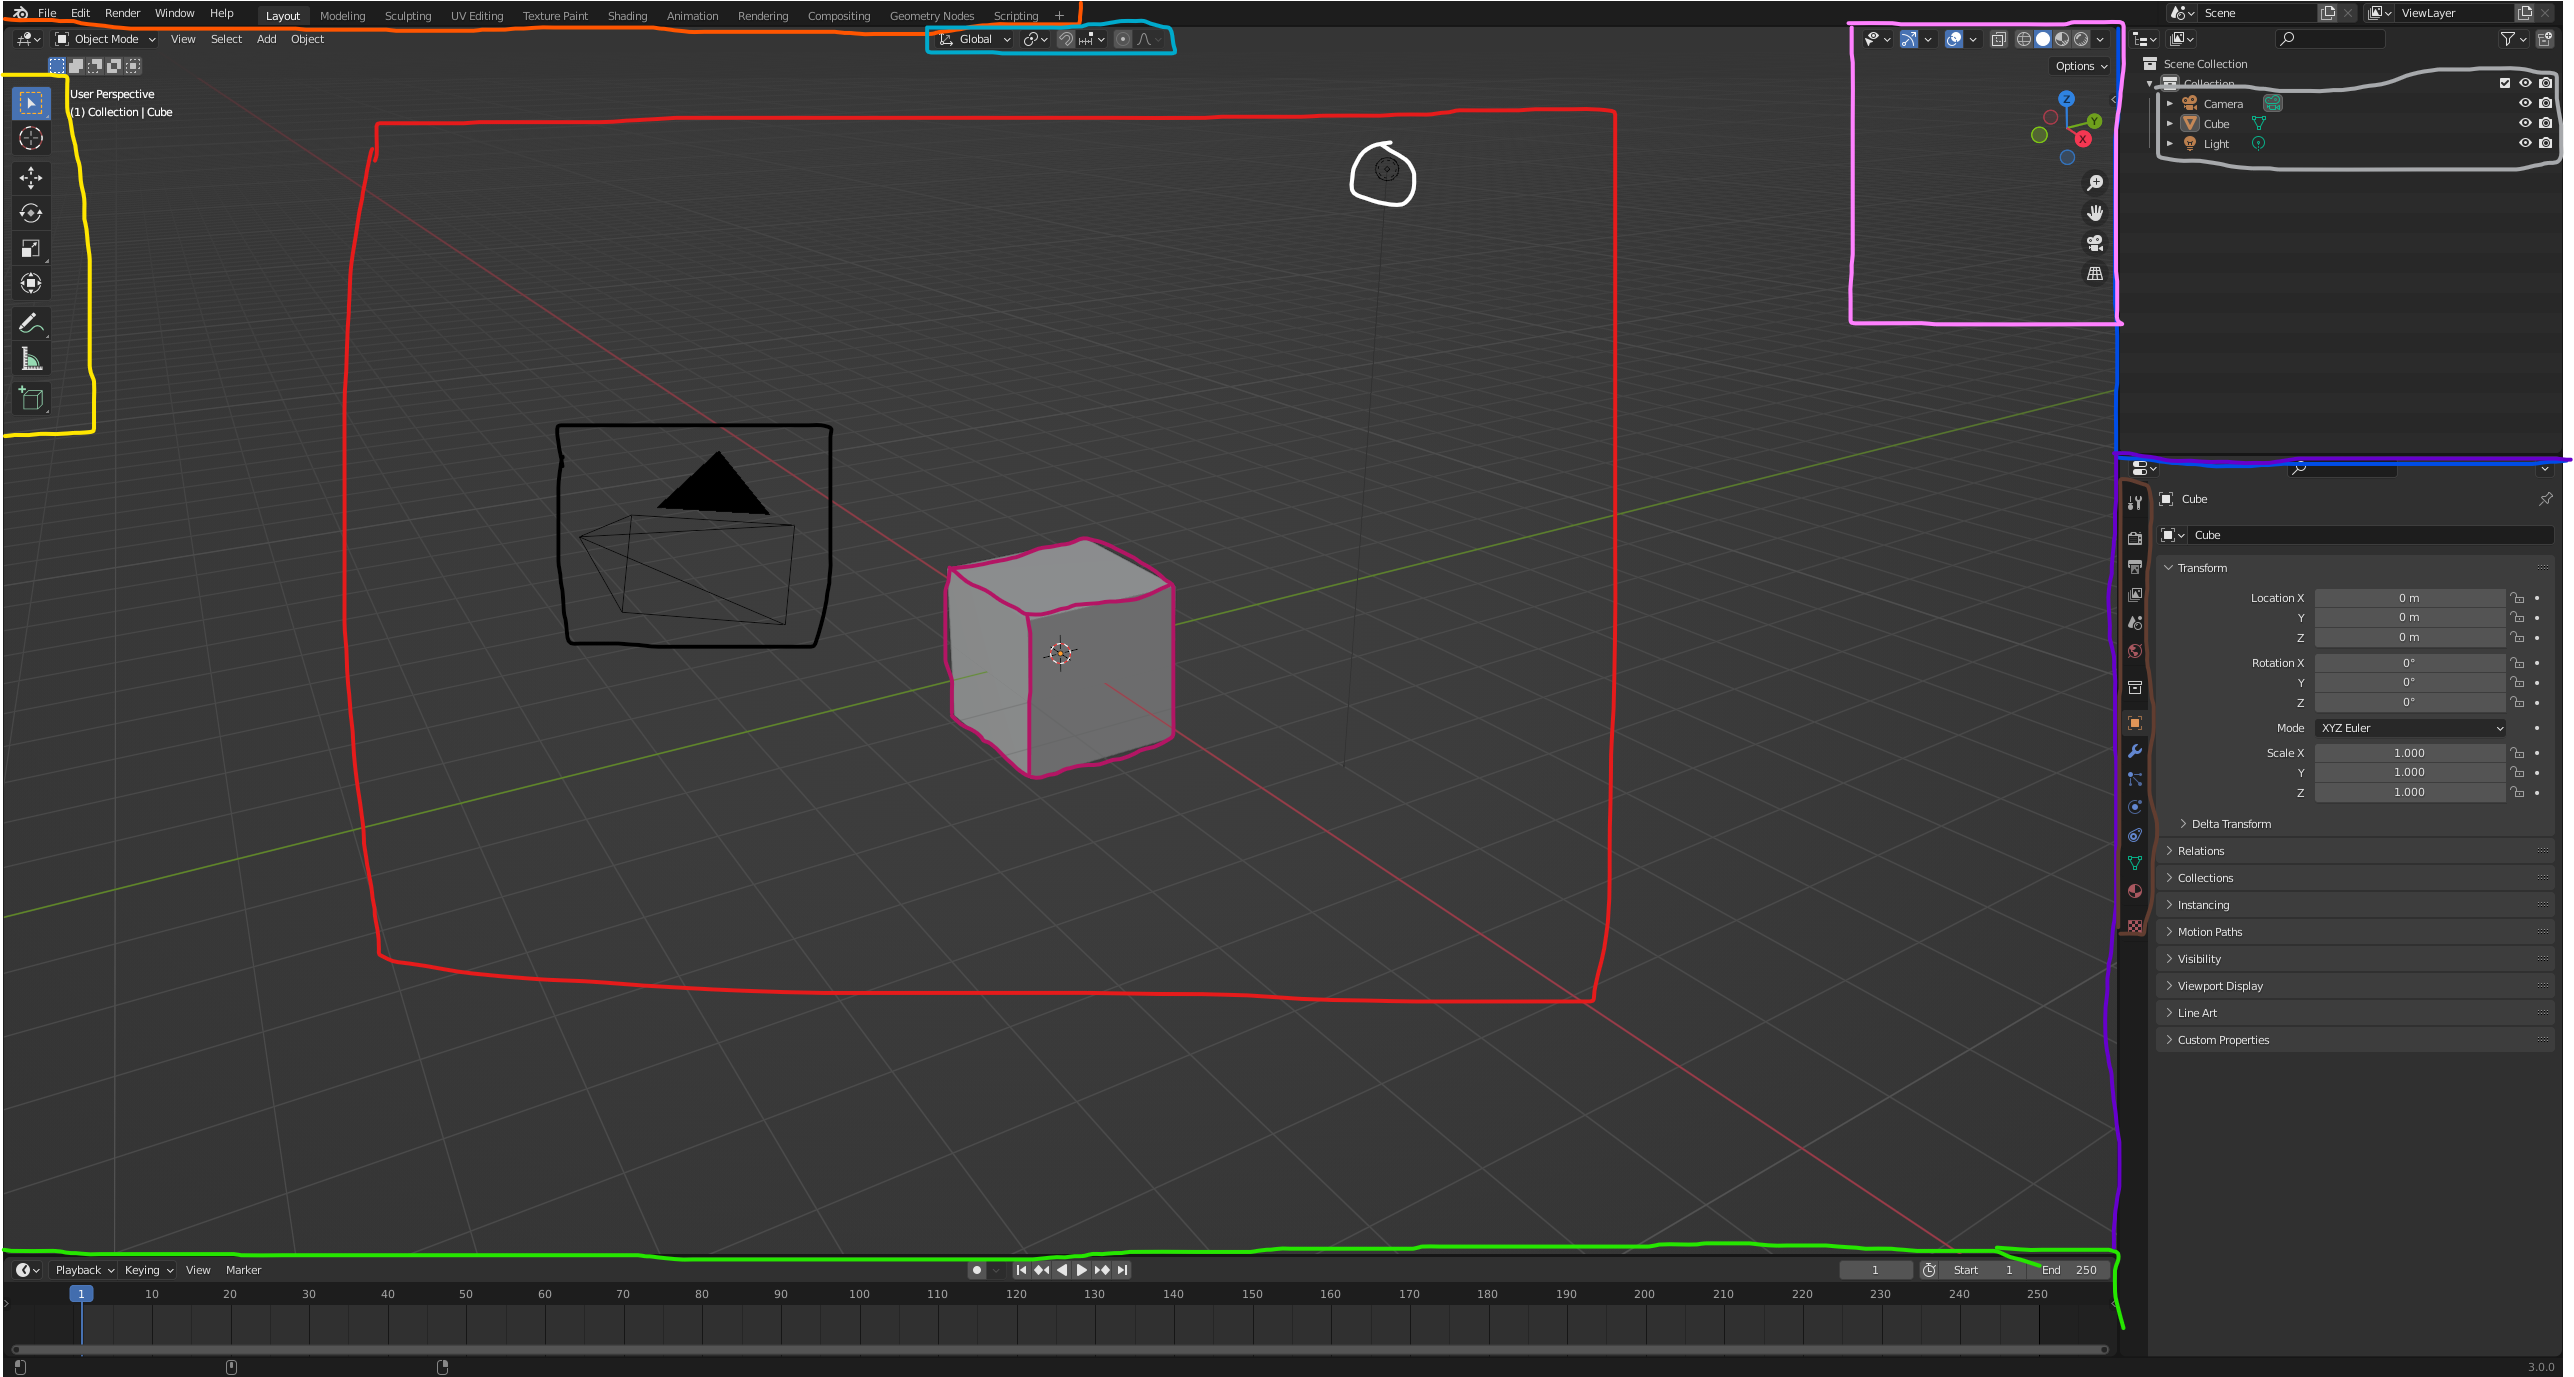 File Edit Render Window Help Layout Modeling Sculpting UV Editing Texture Paint Shading Animation Rendering Compositing Geometry Nodes Scripting + Scene ViewLayer
Object Mode View Select Add Object Global
Options
User Perspective
(1) Collection | Cube
Z
Y
X
Scene Collection
Collection
Camera
Cube
Light
Cube
Cube
Transform
Location X 0 m
Y 0 m
Z 0 m
Rotation X 0°
Y 0°
Z 0°
Mode XYZ Euler
Scale X 1.000
Y 1.000
Z 1.000
Delta Transform
Relations
Collections
Instancing
Motion Paths
Visibility
Viewport Display
Line Art
Custom Properties
Playback Keying View Marker 1 Start 1 End 250
1 10 20 30 40 50 60 70 80 90 100 110 120 130 140 150 160 170 180 190 200 210 220 230 240 250
3.0.0